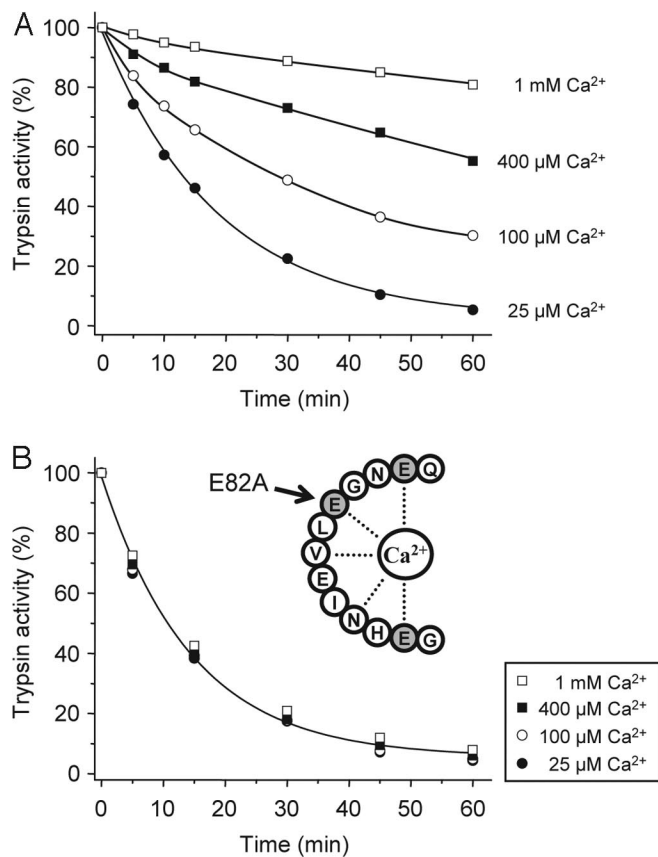 A
Trypsin activity (%)
100
80
60
40
20
0
1 mM Ca²⁺
400 µM Ca²⁺
100 µM Ca²⁺
25 µM Ca²⁺
0 10 20 30 40 50 60
Time (min)
B
Trypsin activity (%)
100
80
60
40
20
0
E82A
Q
E
N
G
E
L
V
E
I
N
H
E
G
Ca²⁺
1 mM Ca²⁺
400 µM Ca²⁺
100 µM Ca²⁺
25 µM Ca²⁺
0 10 20 30 40 50 60
Time (min)